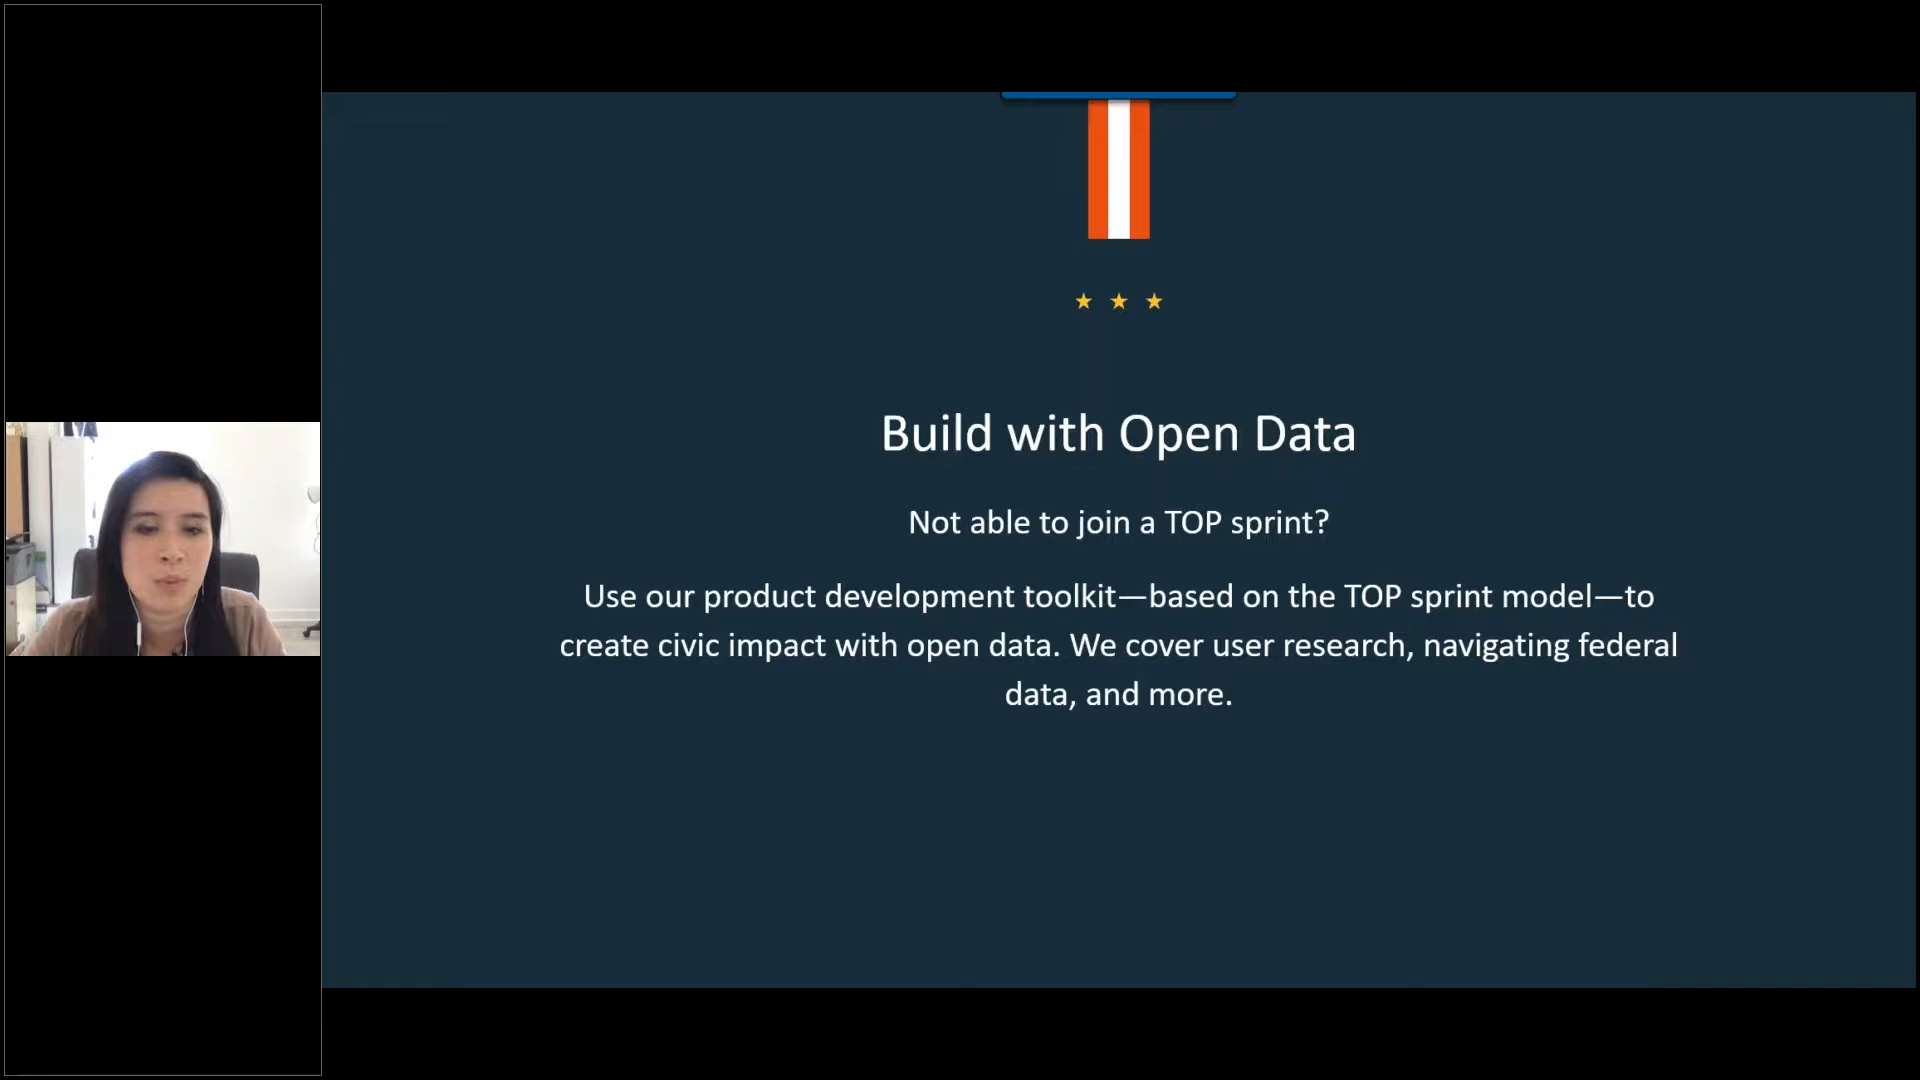 Build with Open Data
Not able to join a TOP sprint?
Use our product development toolkit—based on the TOP sprint model—to
create civic impact with open data. We cover user research, navigating federal
data, and more.